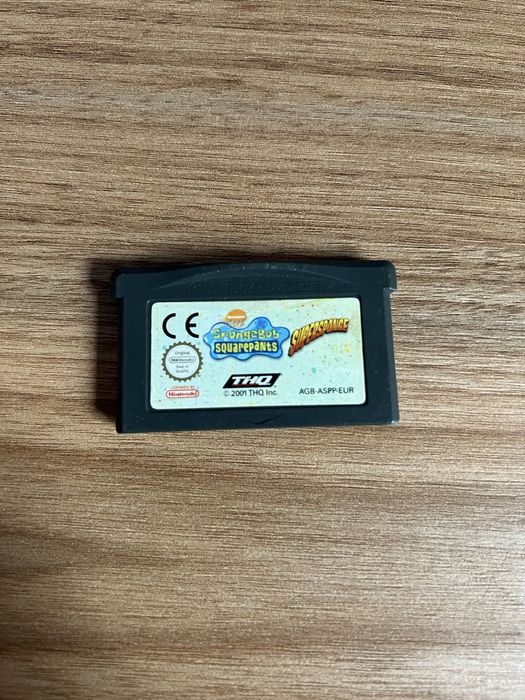 CE
Nickelodeon
SpongeBob
SquarePants
SuperSponge
Original
Nintendo
Seal of
Quality
LICENSED BY
Nintendo
THQ
© 2001 THQ Inc.
AGB-ASPP-EUR